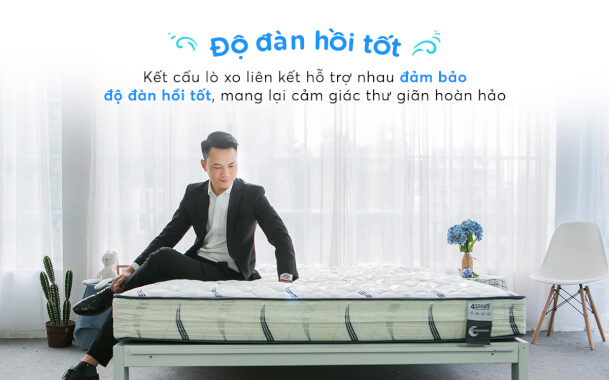 Độ đàn hồi tốt
Kết cấu lò xo liên kết hỗ trợ nhau đảm bảo
độ đàn hồi tốt, mang lại cảm giác thư giãn hoàn hảo